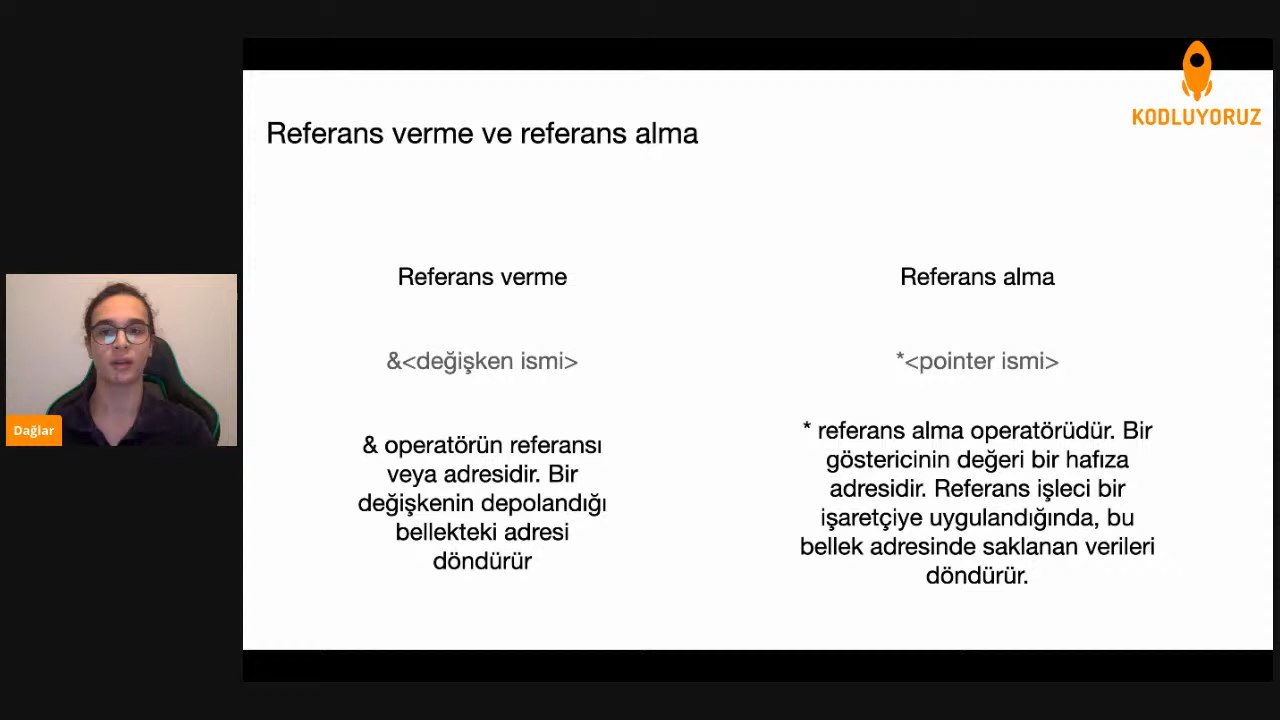 KODLUYORUZ
Referans verme ve referans alma
Referans verme
&<değişken ismi>
& operatörün referansı
veya adresidir. Bir
değişkenin depolandığı
bellekteki adresi
döndürür
Referans alma
*<pointer ismi>
* referans alma operatörüdür. Bir
göstericinin değeri bir hafıza
adresidir. Referans işleci bir
işaretçiye uygulandığında, bu
bellek adresinde saklanan verileri
döndürür.
Dağlar